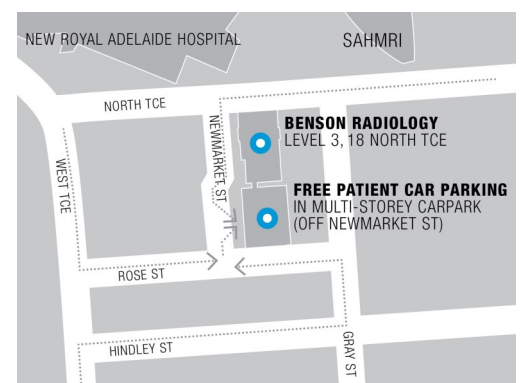 NEW ROYAL ADELAIDE HOSPITAL
SAHMRI
NORTH TCE
NEWMARKET ST
BENSON RADIOLOGY
LEVEL 3, 18 NORTH TCE
WEST TCE
FREE PATIENT CAR PARKING
IN MULTI-STOREY CARPARK
(OFF NEWMARKET ST)
ROSE ST
HINDLEY ST
GRAY ST